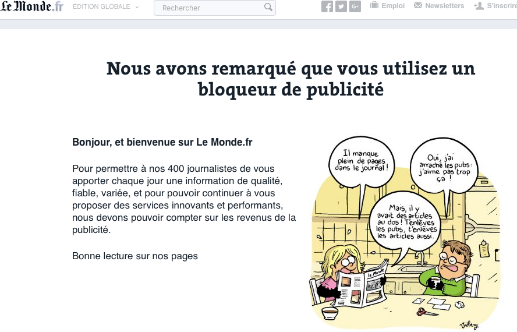 Le Monde.fr
EDITION GLOBALE
Rechercher
Emploi
Newsletters
S'inscrire
Nous avons remarqué que vous utilisez un
bloqueur de publicité
Bonjour, et bienvenue sur Le Monde.fr
Pour permettre à nos 400 journalistes de vous
apporter chaque jour une information de qualité,
fiable, variée, et pour pouvoir continuer à vous
proposer des services innovants et performants,
nous devons pouvoir compter sur les revenus de la
publicité.
Bonne lecture sur nos pages
Il manque
plein de pages
dans le journal !
Oui, j'ai
arraché les pubs :
j'aime pas trop
ça !
Mais, il y
avait des articles
au dos ! T'enlèves
les pubs, t'enlèves
les articles aussi.